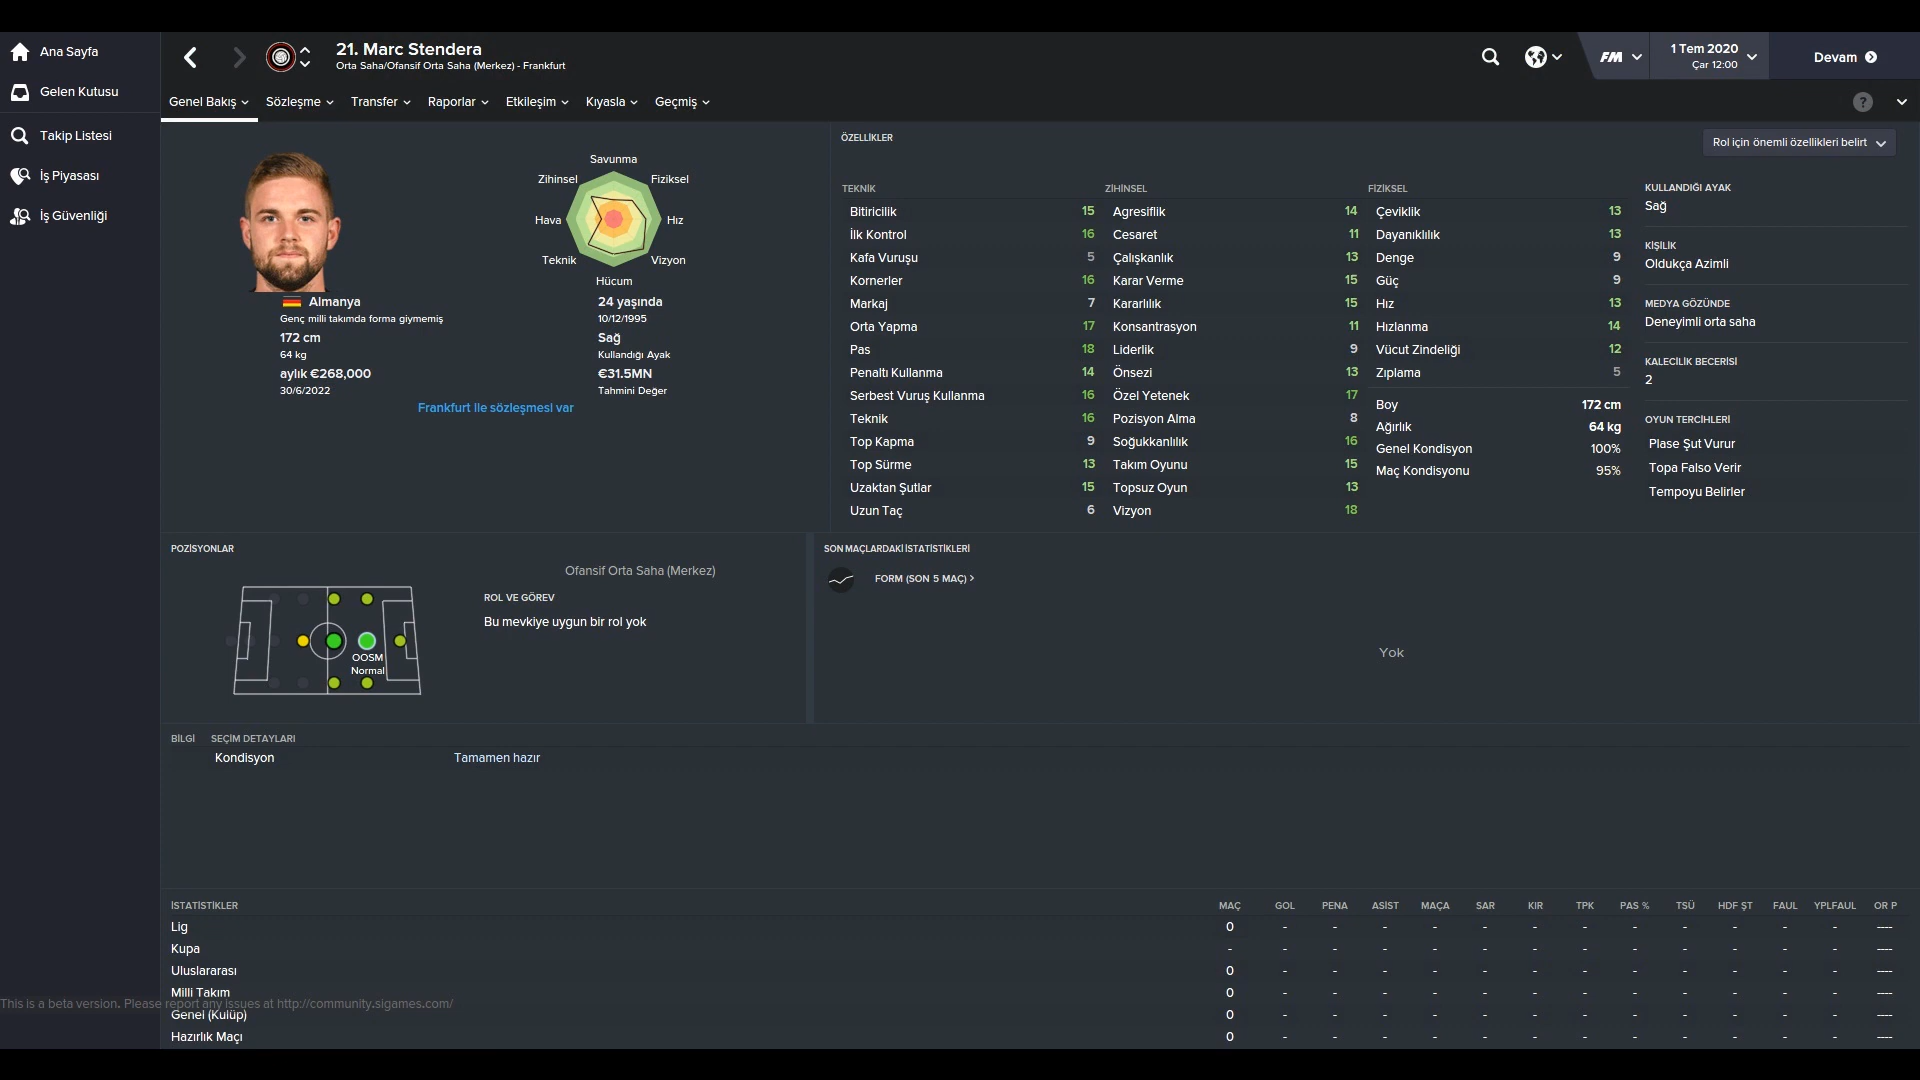 Ana Sayfa
Gelen Kutusu
Takip Listesi
İş Piyasası
İş Güvenliği
21. Marc Stendera
Orta Saha/Ofansif Orta Saha (Merkez) - Frankfurt
FM
1 Tem 2020
Çar 12:00
Devam
Genel Bakış Sözleşme Transfer Raporlar Etkileşim Kıyasla Geçmiş
?
Savunma
Zihinsel Fiziksel
Hava Hız
Teknik Vizyon
Hücum
Almanya
Genç milli takımda forma giymemiş
172 cm
64 kg
aylık €268,000
30/6/2022
24 yaşında
10/12/1995
Sağ
Kullandığı Ayak
€31.5MN
Tahmini Değer
Frankfurt ile sözleşmesi var
ÖZELLİKLER
Rol için önemli özellikleri belirt
TEKNİK
Bitiricilik 15
İlk Kontrol 16
Kafa Vuruşu 5
Kornerler 16
Markaj 7
Orta Yapma 17
Pas 18
Penaltı Kullanma 14
Serbest Vuruş Kullanma 16
Teknik 16
Top Kapma 9
Top Sürme 13
Uzaktan Şutlar 15
Uzun Taç 6
ZİHİNSEL
Agresiflik 14
Cesaret 11
Çalışkanlık 13
Karar Verme 15
Kararlılık 15
Konsantrasyon 11
Liderlik 9
Önsezi 13
Özel Yetenek 17
Pozisyon Alma 8
Soğukkanlılık 16
Takım Oyunu 15
Topsuz Oyun 13
Vizyon 18
FİZİKSEL
Çeviklik 13
Dayanıklılık 13
Denge 9
Güç 9
Hız 13
Hızlanma 14
Vücut Zindeliği 12
Zıplama 5
Boy 172 cm
Ağırlık 64 kg
Genel Kondisyon 100%
Maç Kondisyonu 95%
KULLANDIĞI AYAK
Sağ
KİŞİLİK
Oldukça Azimli
MEDYA GÖZÜNDE
Deneyimli orta saha
KALECİLİK BECERİSİ
2
OYUN TERCİHLERİ
Plase Şut Vurur
Topa Falso Verir
Tempoyu Belirler
POZİSYONLAR
Ofansif Orta Saha (Merkez)
ROL VE GÖREV
Bu mevkiye uygun bir rol yok
OOSM
Normal
SON MAÇLARDAKİ İSTATİSTİKLERİ
FORM (SON 5 MAÇ) >
Yok
BİLGİ SEÇİM DETAYLARI
Kondisyon Tamamen hazır
İSTATİSTİKLER MAÇ GOL PENA ASİST MAÇA SAR KIR TPK PAS % TSÜ HDF ŞT FAUL YPLFAUL OR P
Lig 0 - - - - - - - - - - - - ----
Kupa - - - - - - - - - - - - - ----
Uluslararası 0 - - - - - - - - - - - - ----
Milli Takım 0 - - - - - - - - - - - - ----
This is a beta version. Please report any issues at http://community.sigames.com/
Genel (Kulüp) 0 - - - - - - - - - - - - ----
Hazırlık Maçı 0 - - - - - - - - - - - - ----